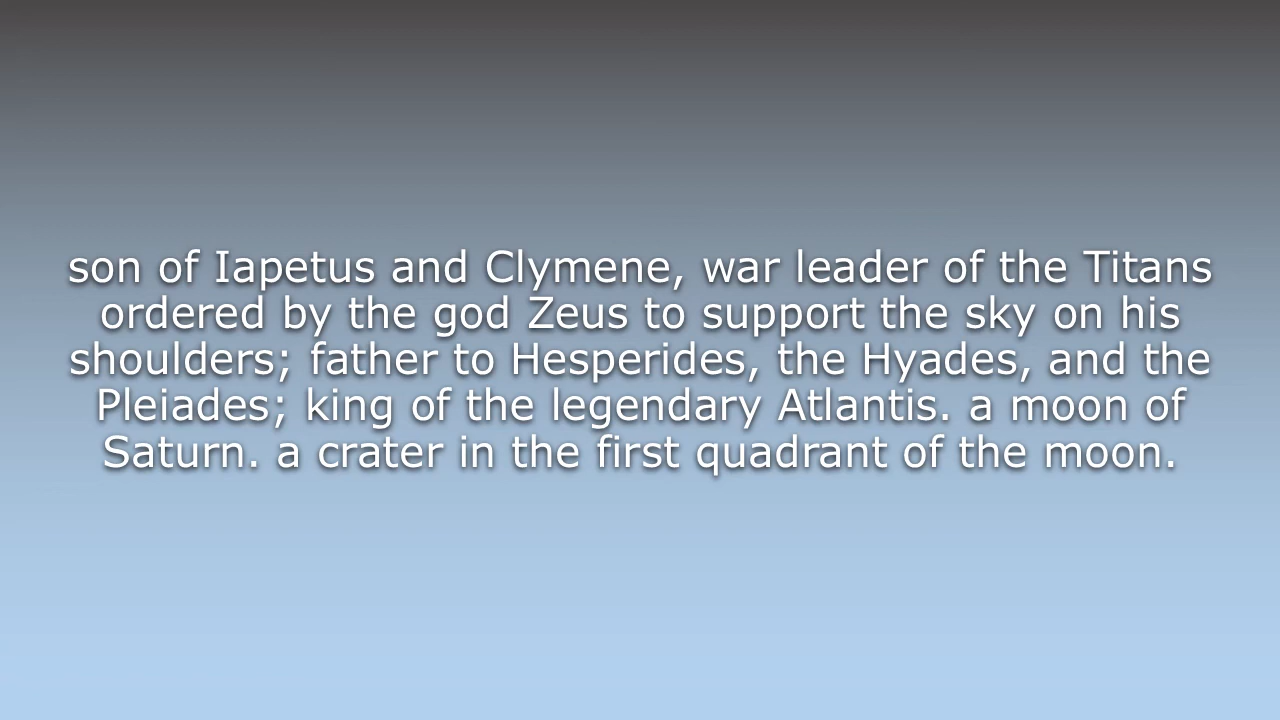 son of Iapetus and Clymene, war leader of the Titans
ordered by the god Zeus to support the sky on his
shoulders; father to Hesperides, the Hyades, and the
Pleiades; king of the legendary Atlantis. a moon of
Saturn. a crater in the first quadrant of the moon.